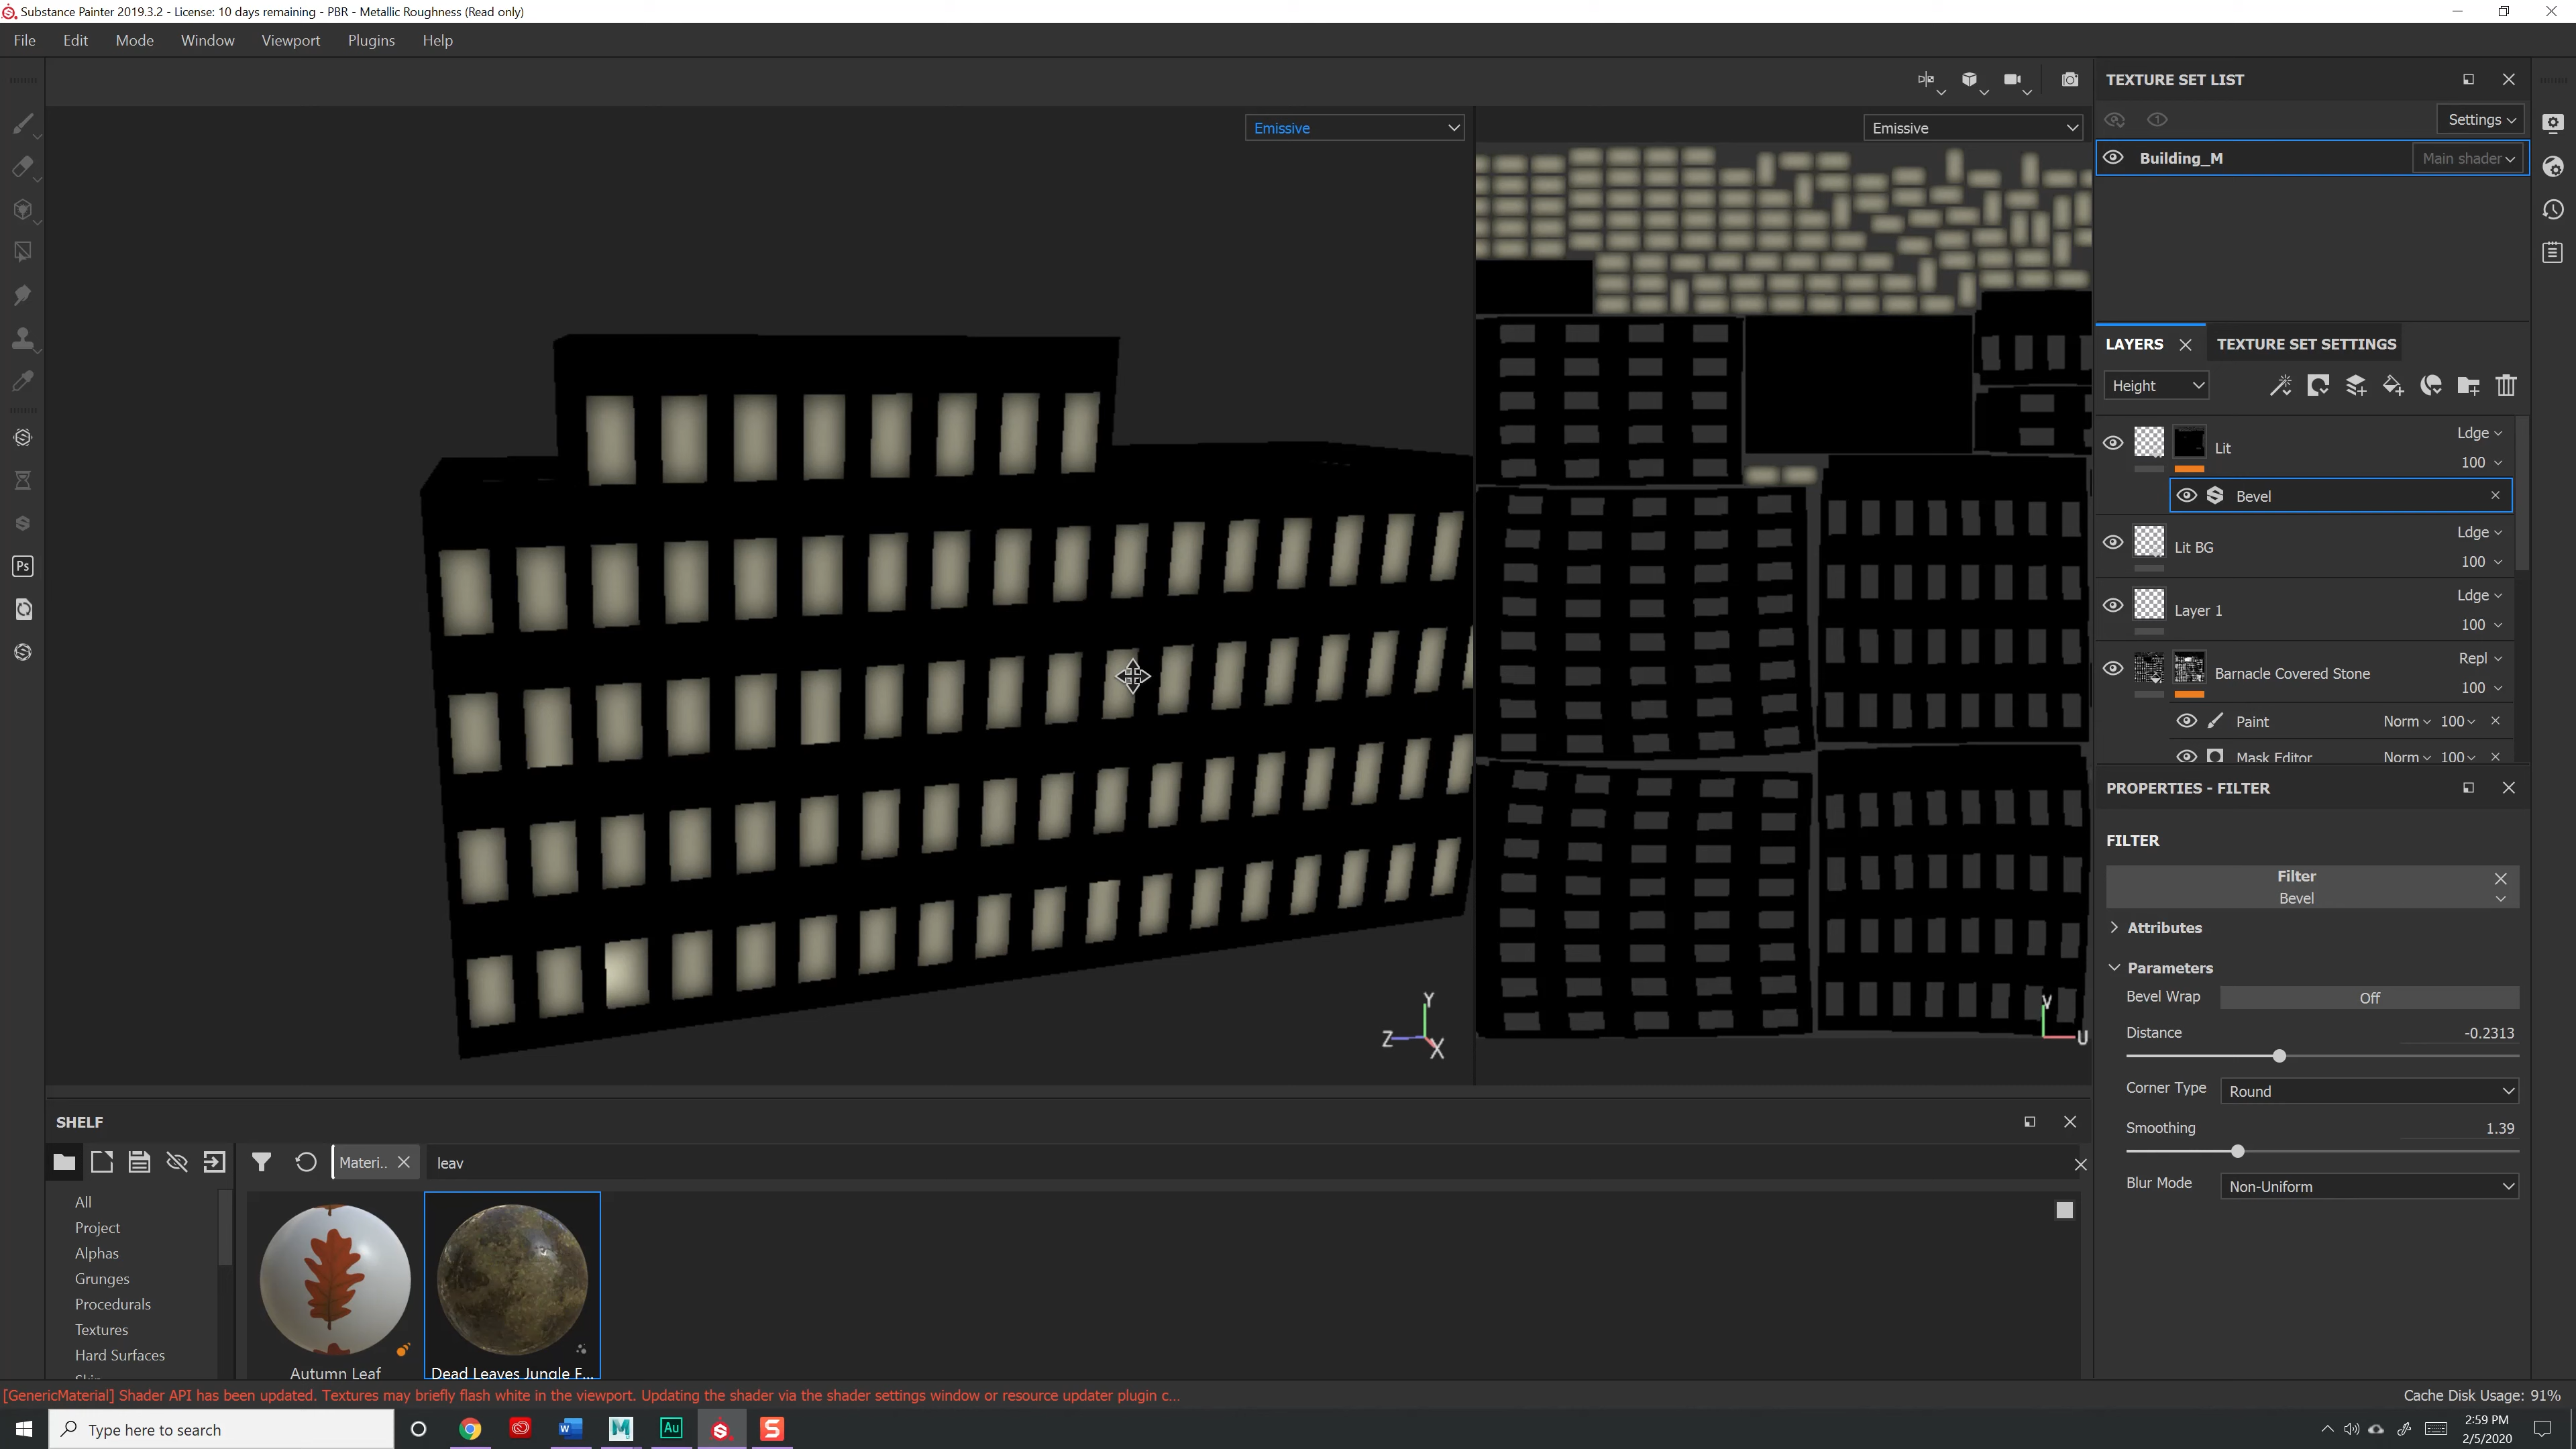 Substance Painter 2019.3.2 - License: 10 days remaining - PBR - Metallic Roughness (Read only)
File Edit Mode Window Viewport Plugins Help
Emissive
Emissive
TEXTURE SET LIST
Settings
Building_M Main shader
LAYERS TEXTURE SET SETTINGS
Height
Lit Ldge
100
Bevel
Lit BG Ldge
100
Layer 1 Ldge
100
Barnacle Covered Stone Repl
100
Paint Norm 100
Mask Editor Norm 100
PROPERTIES - FILTER
FILTER
Filter
Bevel
Attributes
Parameters
Bevel Wrap Off
Distance -0.2313
Corner Type Round
Smoothing 1.39
Blur Mode Non-Uniform
Y
Z X
V
U
Ps
SHELF
Materi.. leav
All
Project
Alphas
Grunges
Procedurals
Textures
Hard Surfaces
Autumn Leaf
Dead Leaves Jungle F...
[GenericMaterial] Shader API has been updated. Textures may briefly flash white in the viewport. Updating the shader via the shader settings window or resource updater plugin c...
Cache Disk Usage: 91%
Type here to search
W M Au S
2:59 PM
2/5/2020